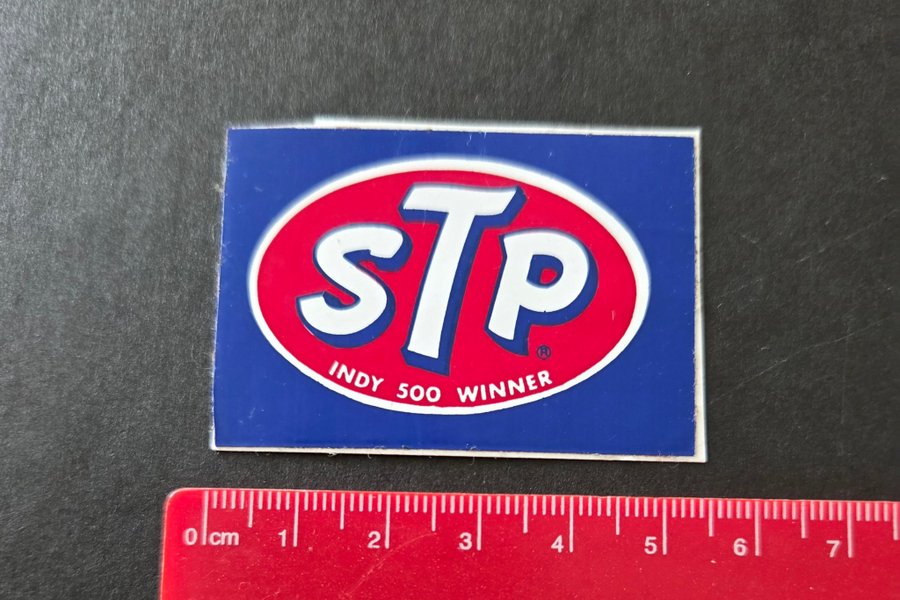 STP
®
INDY 500 WINNER
0 cm 1 2 3 4 5 6 7